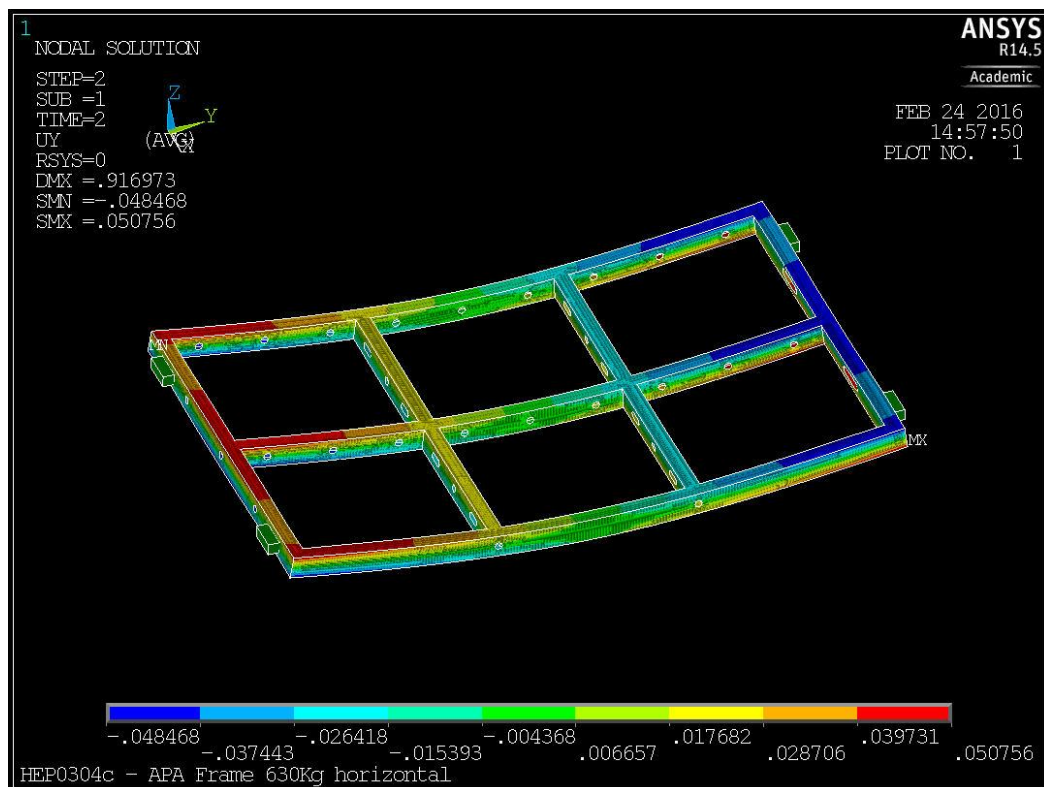 1
NODAL SOLUTION
STEP=2
SUB =1
TIME=2
UY (AVG)
RSYS=0
DMX =.916973
SMN =-.048468
SMX =.050756
Z
Y
X
ANSYS
R14.5
Academic
FEB 24 2016
14:57:50
PLOT NO. 1
MN
MX
-.048468 -.026418 -.004368 .017682 .039731
-.037443 -.015393 .006657 .028706 .050756
HEP0304c - APA Frame 630Kg horizontal